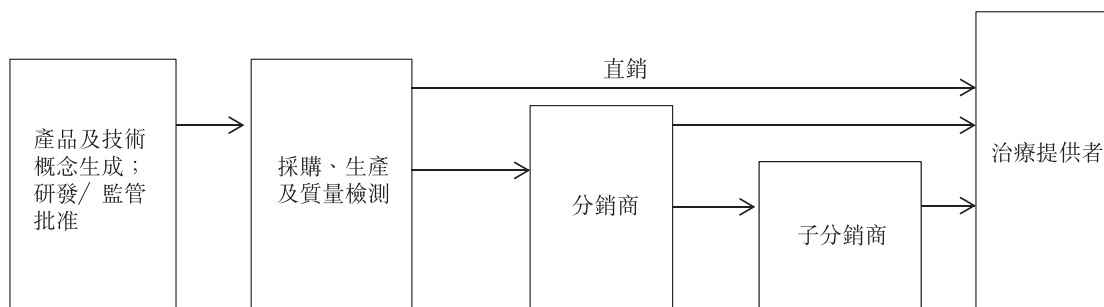 產品及技術
概念生成；
研發/ 監管
批准
採購、生產
及質量檢測
直銷
分銷商
子分銷商
治療提供者